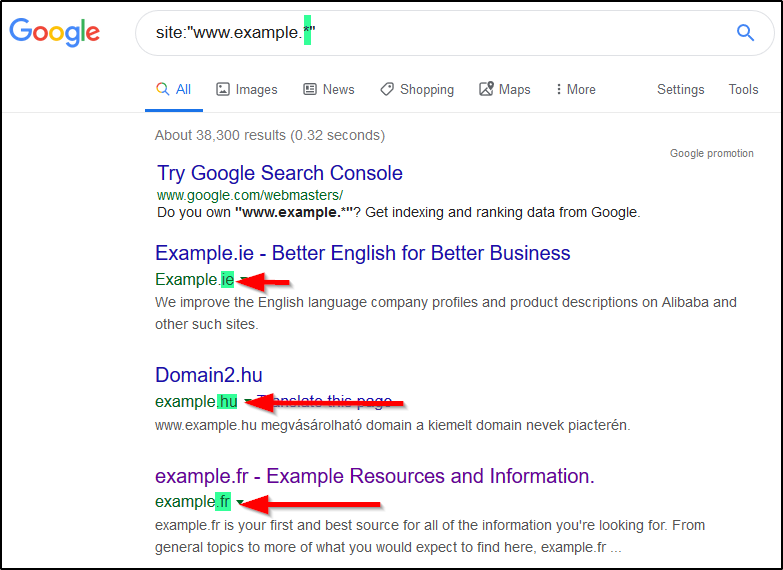 Google
site:"www.example.*"
All Images News Shopping Maps More Settings Tools
About 38,300 results (0.32 seconds)
Google promotion
Try Google Search Console
www.google.com/webmasters/
Do you own "www.example.*"? Get indexing and ranking data from Google.
Example.ie - Better English for Better Business
Example.ie
We improve the English language company profiles and product descriptions on Alibaba and
other such sites.
Domain2.hu
example.hu Translate this page
www.example.hu megvásárolható domain a kiemelt domain nevek piacterén.
example.fr - Example Resources and Information.
example.fr
example.fr is your first and best source for all of the information you're looking for. From
general topics to more of what you would expect to find here, example.fr ...